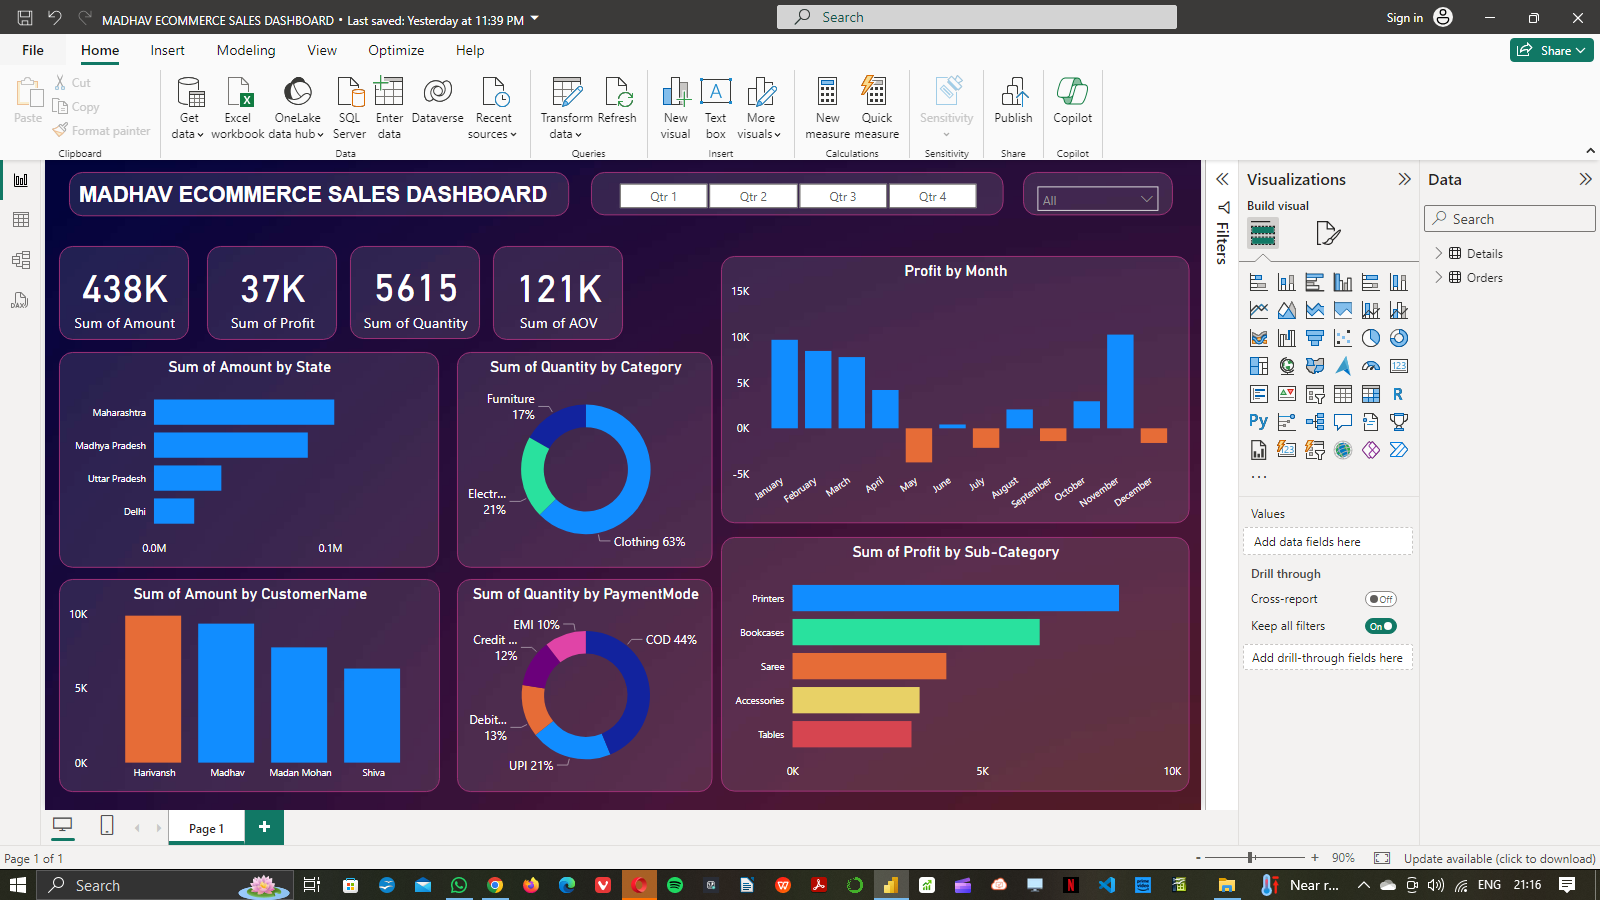 MADHAV ECOMMERCE SALES DASHBOARD • Last saved: Yesterday at 11:39 PM
Search
Sign in
File
Home
Insert
Modeling
View
Optimize
Help
Share
Paste
Cut
Copy
Format painter
Clipboard
Get data
Excel workbook
OneLake data hub
SQL Server
Enter data
Dataverse
Recent sources
Data
Transform data
Refresh
Queries
New visual
Text box
More visuals
Insert
New measure
Quick measure
Calculations
Sensitivity
Sensitivity
Publish
Share
Copilot
Copilot
MADHAV ECOMMERCE SALES DASHBOARD
Qtr 1
Qtr 2
Qtr 3
Qtr 4
All
438K
Sum of Amount
37K
Sum of Profit
5615
Sum of Quantity
121K
Sum of AOV
Profit by Month
15K
10K
5K
0K
-5K
January
February
March
April
May
June
July
August
September
October
November
December
Sum of Amount by State
Maharashtra
Madhya Pradesh
Uttar Pradesh
Delhi
0.0M
0.1M
Sum of Quantity by Category
Furniture
17%
Electr...
21%
Clothing 63%
Sum of Amount by CustomerName
10K
5K
0K
Harivansh
Madhav
Madan Mohan
Shiva
Sum of Quantity by PaymentMode
EMI 10%
Credit ...
12%
COD 44%
Debit...
13%
UPI 21%
Sum of Profit by Sub-Category
Printers
Bookcases
Saree
Accessories
Tables
0K
5K
10K
Filters
Visualizations
Build visual
123
R
Py
123
...
Values
Add data fields here
Drill through
Cross-report
Off
Keep all filters
On
Add drill-through fields here
Data
Search
Details
Orders
DAX
Page 1
+
Page 1 of 1
- + 90%
Update available (click to download)
Search
Near r...
ENG
21:16